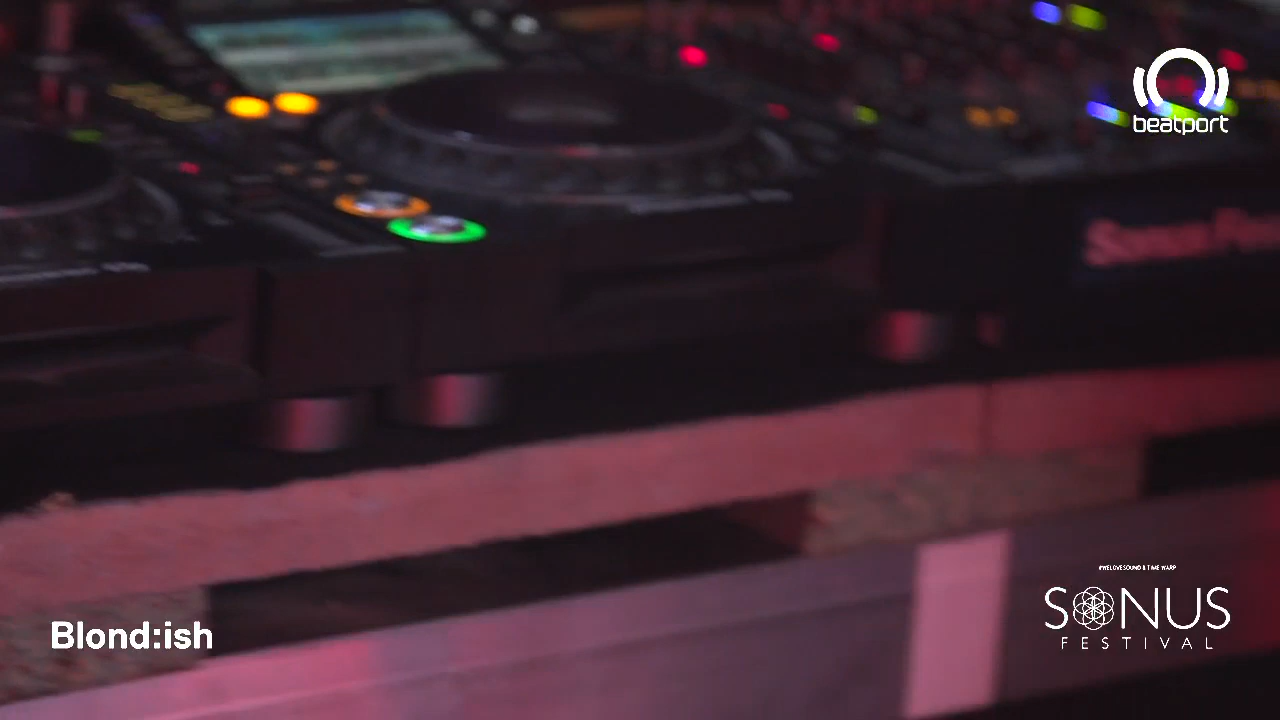 beatport
#WELOVESOUND & TIME WARP
SONUS
FESTIVAL
Blond:ish